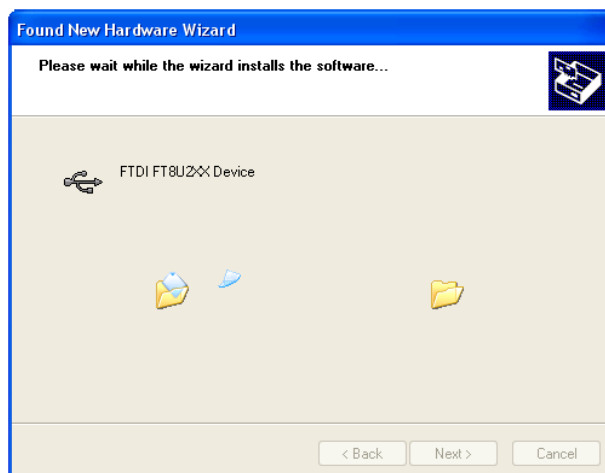 Found New Hardware Wizard
Please wait while the wizard installs the software...
FTDI FT8U2XX Device
< Back
Next >
Cancel